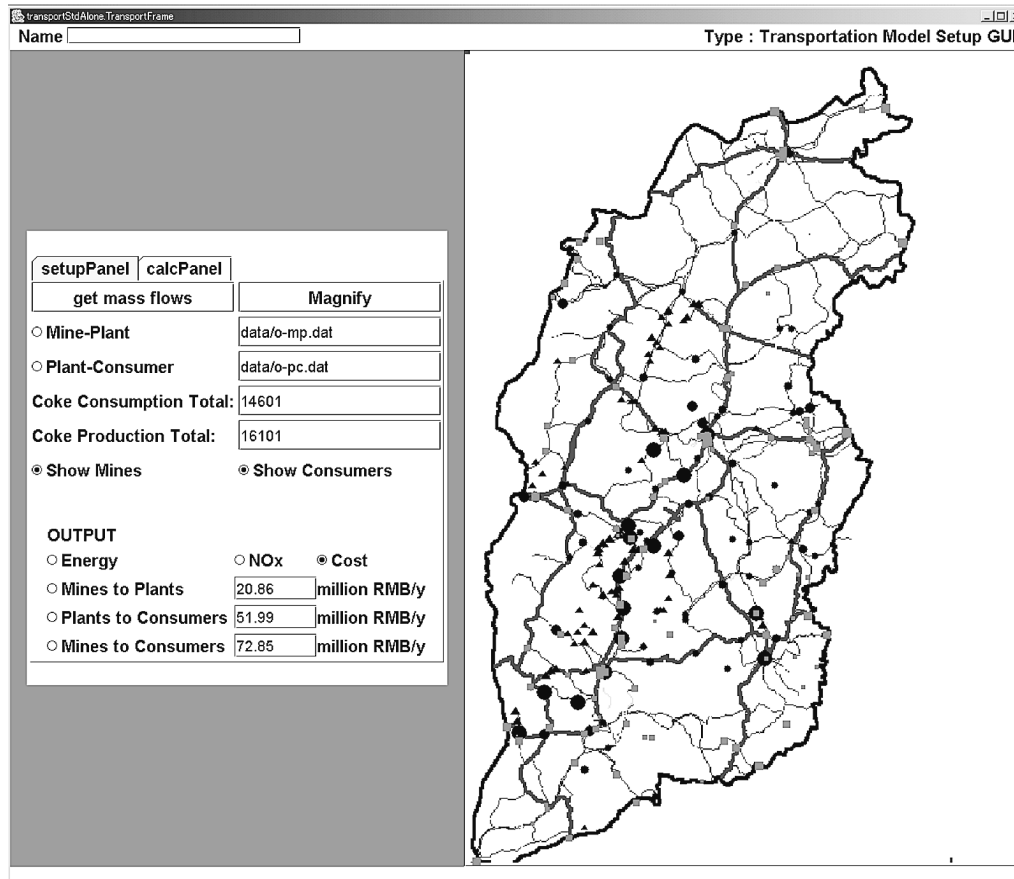 transportStdAlone.TransportFrame
Name Type : Transportation Model Setup GUI
setupPanel calcPanel
get mass flows Magnify
Mine-Plant data/o-mp.dat
Plant-Consumer data/o-pc.dat
Coke Consumption Total: 14601
Coke Production Total: 16101
Show Mines Show Consumers
OUTPUT
Energy NOx Cost
Mines to Plants 20.86 million RMB/y
Plants to Consumers 51.99 million RMB/y
Mines to Consumers 72.85 million RMB/y